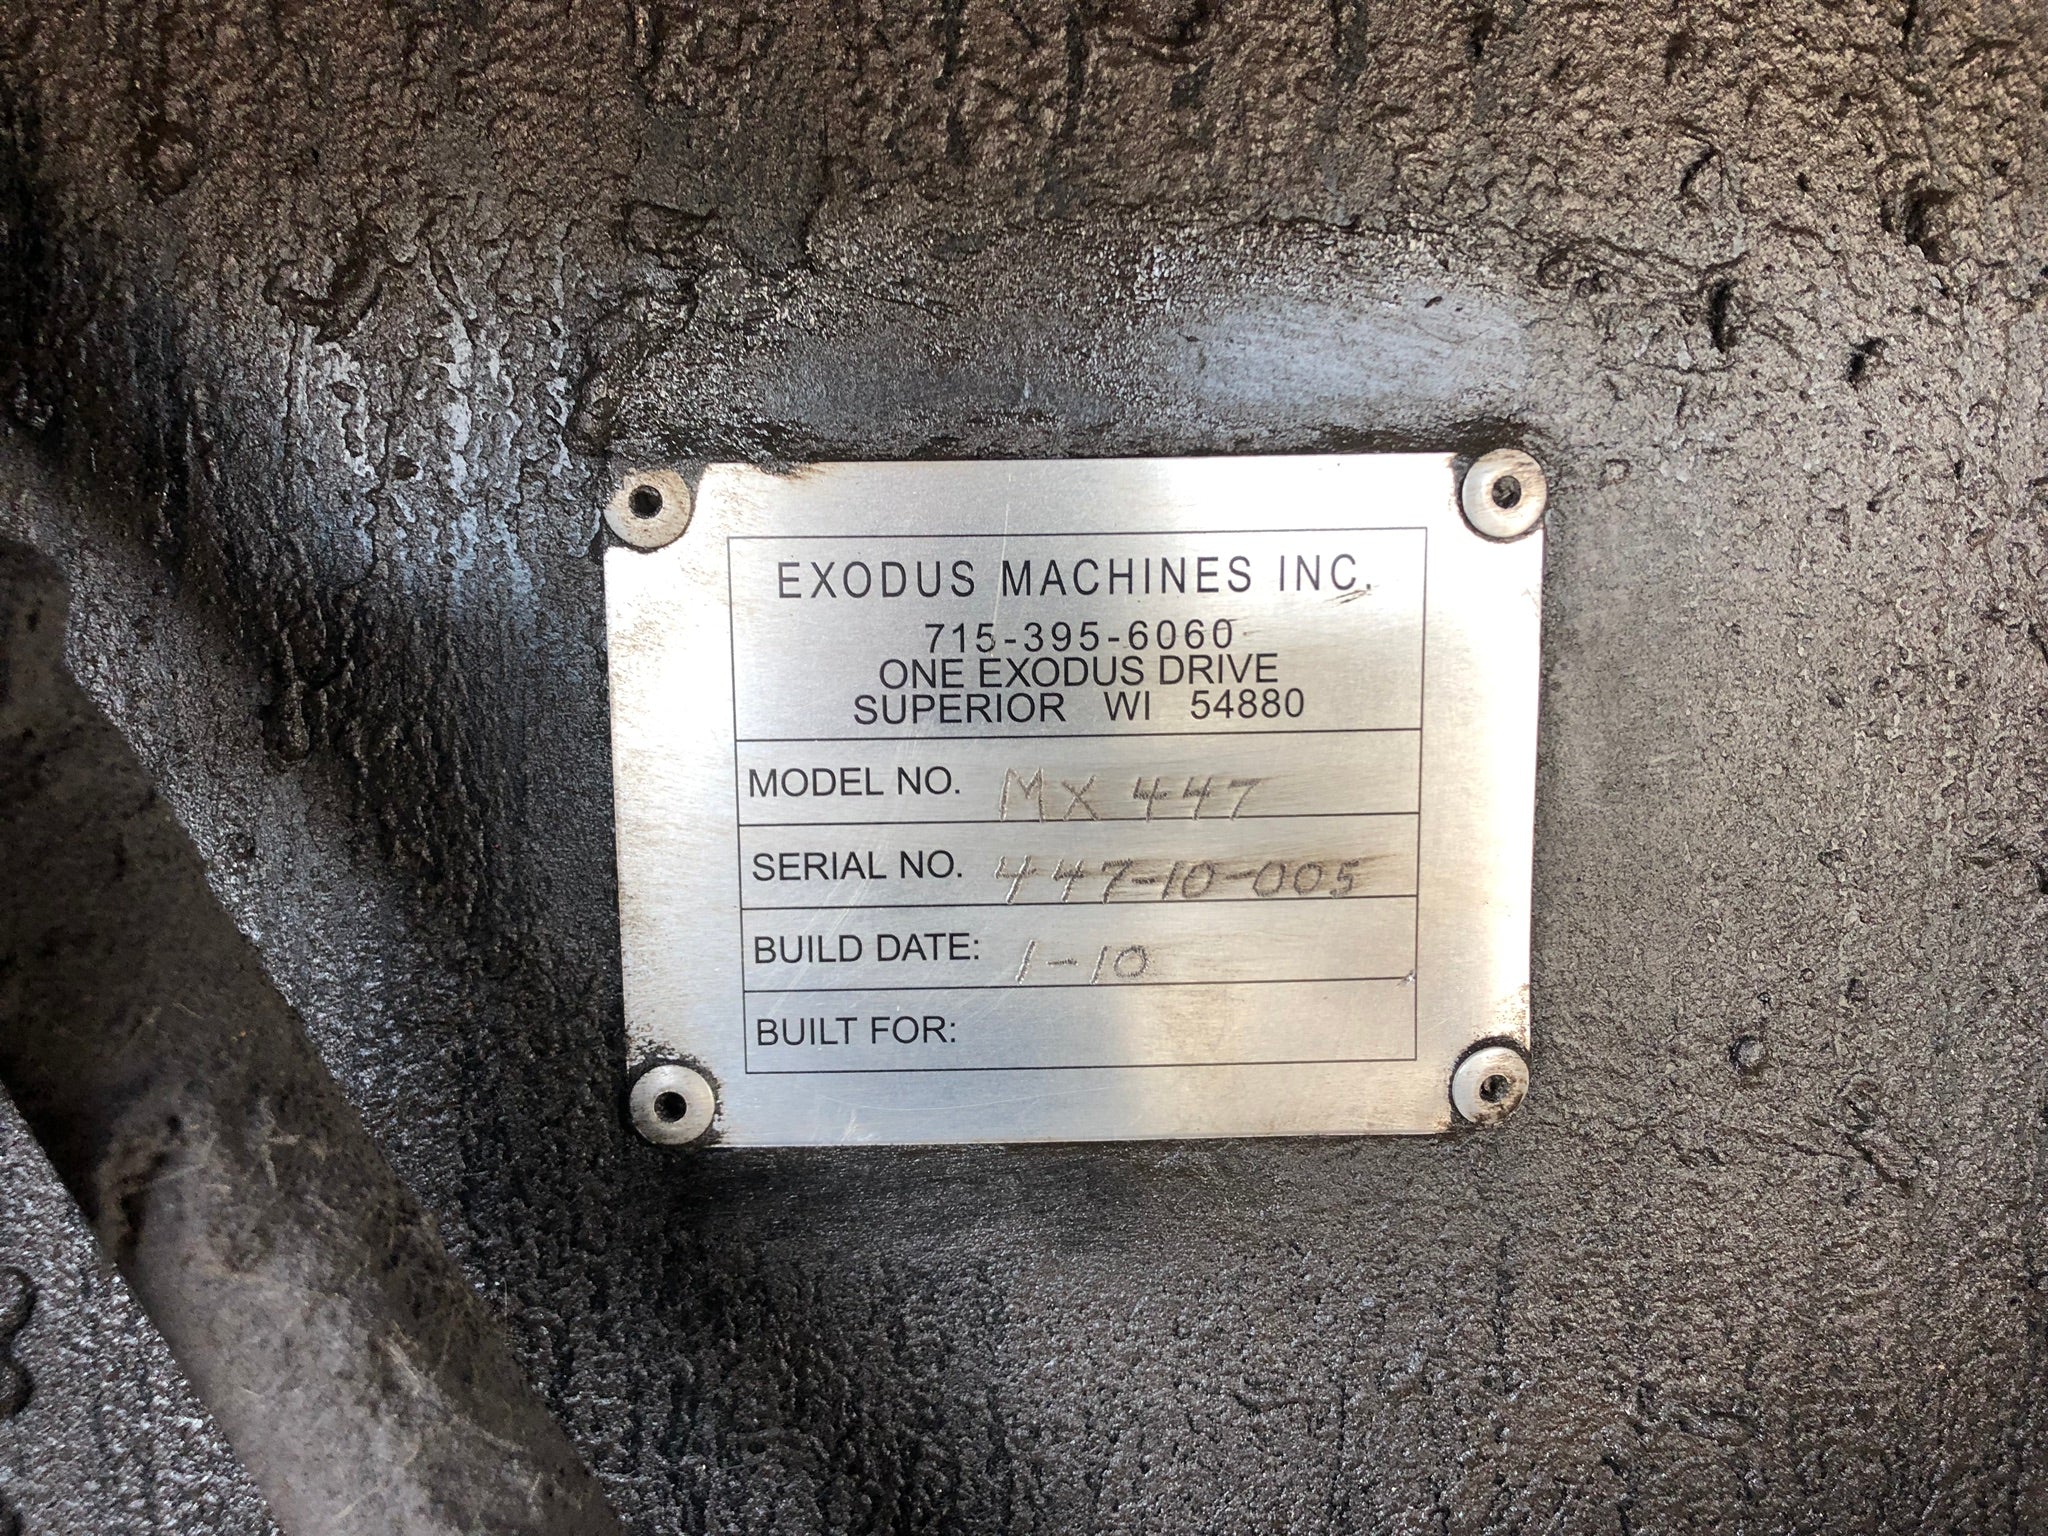 EXODUS MACHINES INC.
715-395-6060
ONE EXODUS DRIVE
SUPERIOR WI 54880
MODEL NO. MX 447
SERIAL NO. 447-10-005
BUILD DATE: 1-10
BUILT FOR: